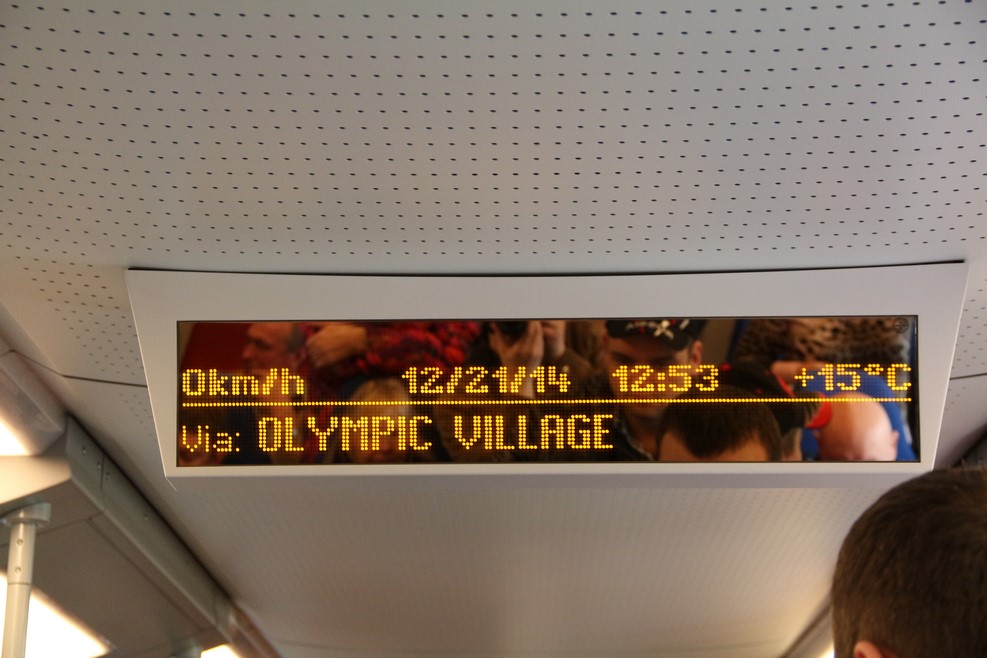 0km/h 12/21/14 12:53 +15°C
Via: OLYMPIC VILLAGE